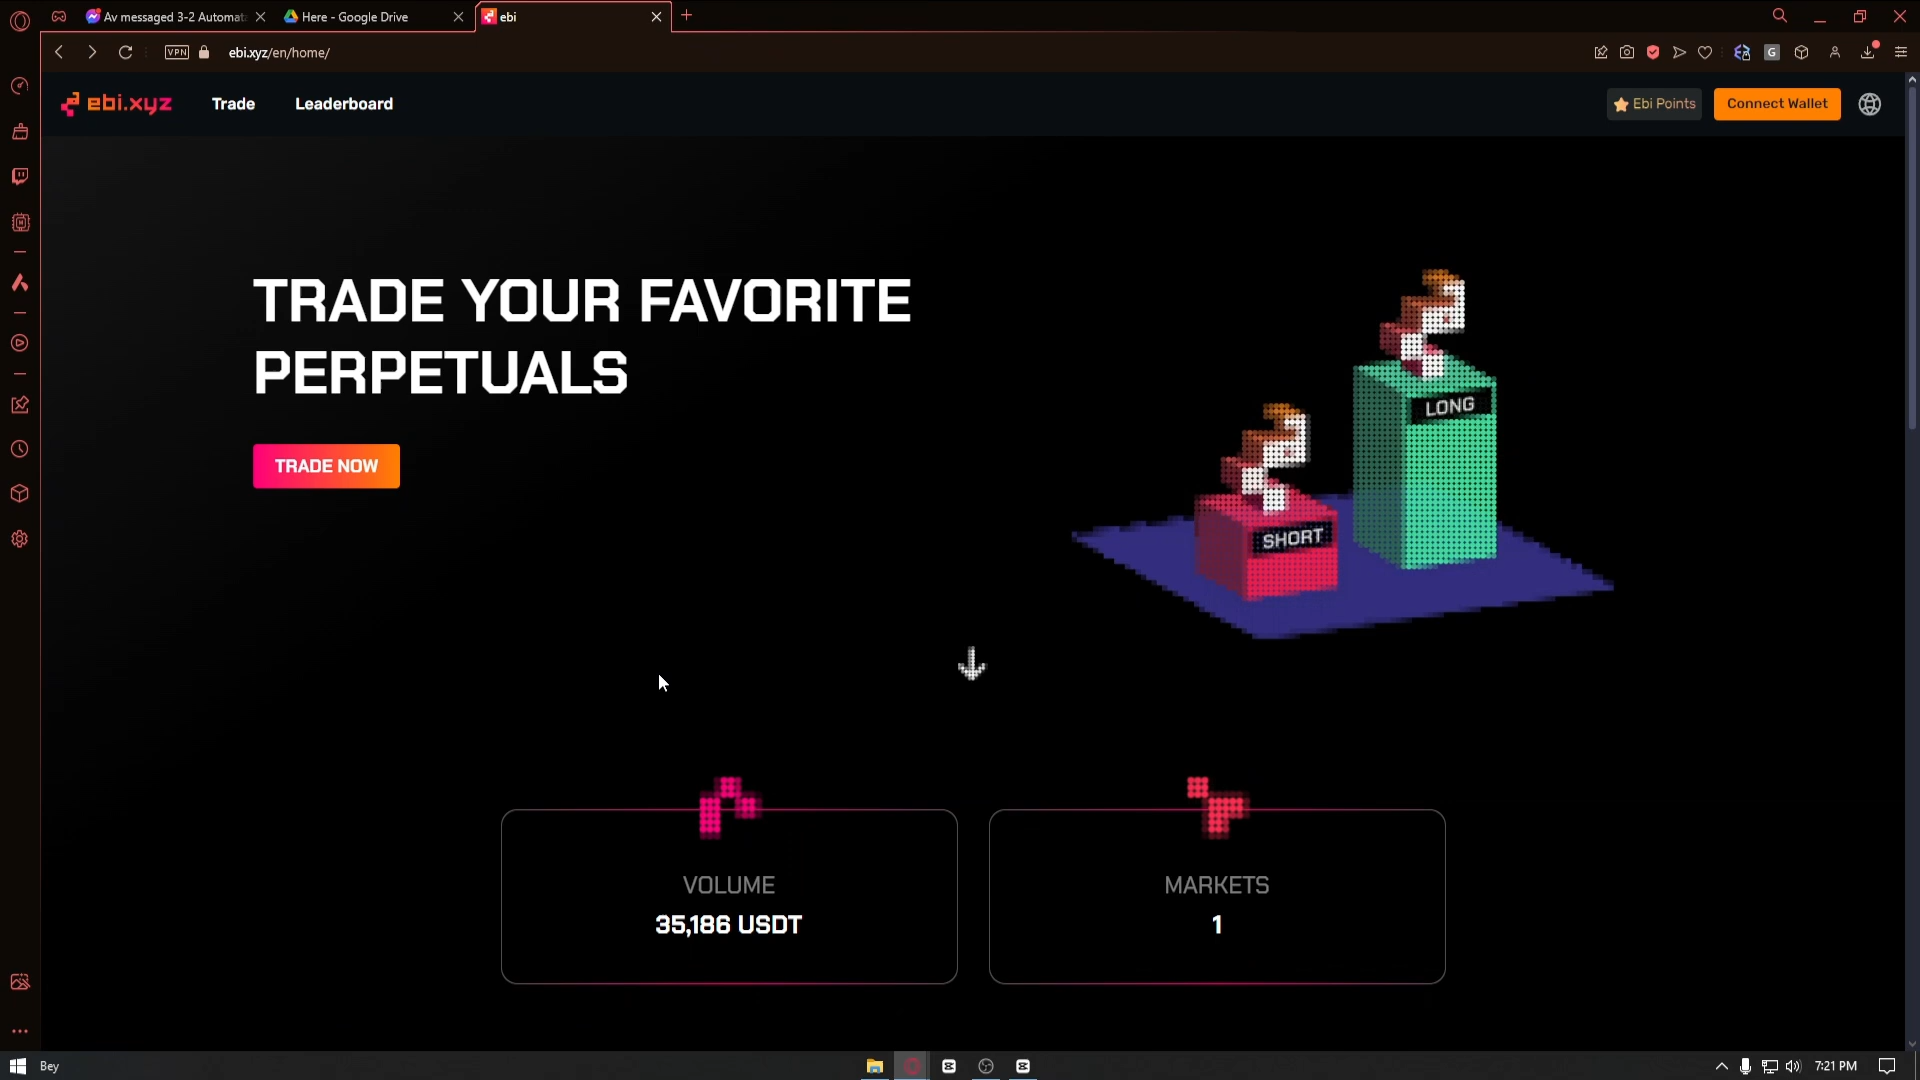 Av messaged 3-2 Automat
Here - Google Drive
ebi
VPN
ebi.xyz/en/home/
G
ebi.xyz
Trade
Leaderboard
Ebi Points
Connect Wallet
TRADE YOUR FAVORITE
PERPETUALS
TRADE NOW
LONG
SHORT
VOLUME
35,186 USDT
MARKETS
1
Bey
7:21 PM